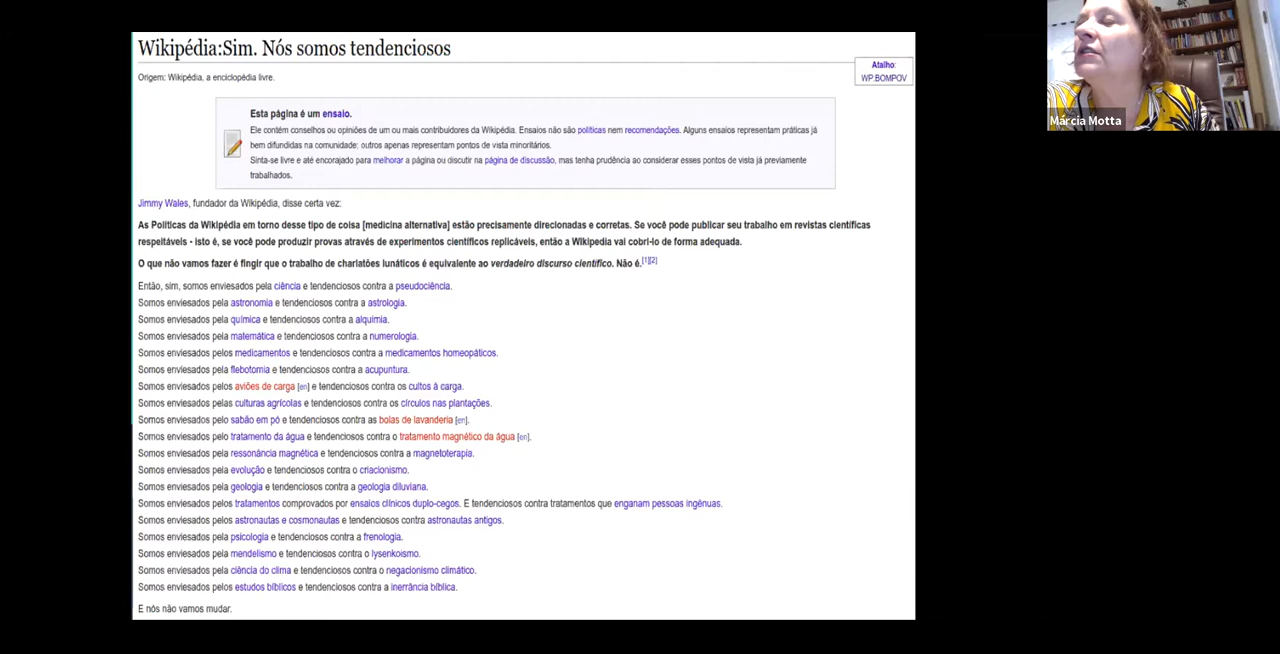 Wikipédia:Sim. Nós somos tendenciosos
Origem: Wikipédia, a enciclopédia livre.
Atalho:
WP:BOMPOV
Esta página é um ensaio.
Ele contém conselhos ou opiniões de um ou mais contribuidores da Wikipédia. Ensaios não são políticas nem recomendações. Alguns ensaios representam práticas já
bem difundidas na comunidade; outros apenas representam pontos de vista minoritários.
Sinta-se livre e até encorajado para melhorar a página ou discutir na página de discussão, mas tenha prudência ao considerar esses pontos de vista já previamente
trabalhados.
Jimmy Wales, fundador da Wikipédia, disse certa vez:
As Políticas da Wikipédia em torno desse tipo de coisa [medicina alternativa] estão precisamente direcionadas e corretas. Se você pode publicar seu trabalho em revistas científicas
respeitáveis - isto é, se você pode produzir provas através de experimentos científicos replicáveis, então a Wikipedia vai cobri-lo de forma adequada.
O que não vamos fazer é fingir que o trabalho de charlatões lunáticos é equivalente ao verdadeiro discurso científico. Não é.[1][2]
Então, sim, somos enviesados pela ciência e tendenciosos contra a pseudociência.
Somos enviesados pela astronomia e tendenciosos contra a astrologia.
Somos enviesados pela química e tendenciosos contra a alquimia.
Somos enviesados pela matemática e tendenciosos contra a numerologia.
Somos enviesados pelos medicamentos e tendenciosos contra a medicamentos homeopáticos.
Somos enviesados pela flebotomia e tendenciosos contra a acupuntura.
Somos enviesados pelos aviões de carga [en] e tendenciosos contra os cultos à carga.
Somos enviesados pelas culturas agrícolas e tendenciosos contra os círculos nas plantações.
Somos enviesados pelo sabão em pó e tendenciosos contra as bolas de lavanderia [en].
Somos enviesados pelo tratamento da água e tendenciosos contra o tratamento magnético da água [en].
Somos enviesados pela ressonância magnética e tendenciosos contra a magnetoterapia.
Somos enviesados pela evolução e tendenciosos contra o criacionismo.
Somos enviesados pela geologia e tendenciosos contra a geologia diluviana.
Somos enviesados pelos tratamentos comprovados por ensaios clínicos duplo-cegos. E tendenciosos contra tratamentos que enganam pessoas ingênuas.
Somos enviesados pelos astronautas e cosmonautas e tendenciosos contra astronautas antigos.
Somos enviesados pela psicologia e tendenciosos contra a frenologia.
Somos enviesados pela mendelismo e tendenciosos contra o lysenkoismo.
Somos enviesados pela ciência do clima e tendenciosos contra o negacionismo climático.
Somos enviesados pelos estudos bíblicos e tendenciosos contra a inerrância bíblica.
E nós não vamos mudar.
Márcia Motta